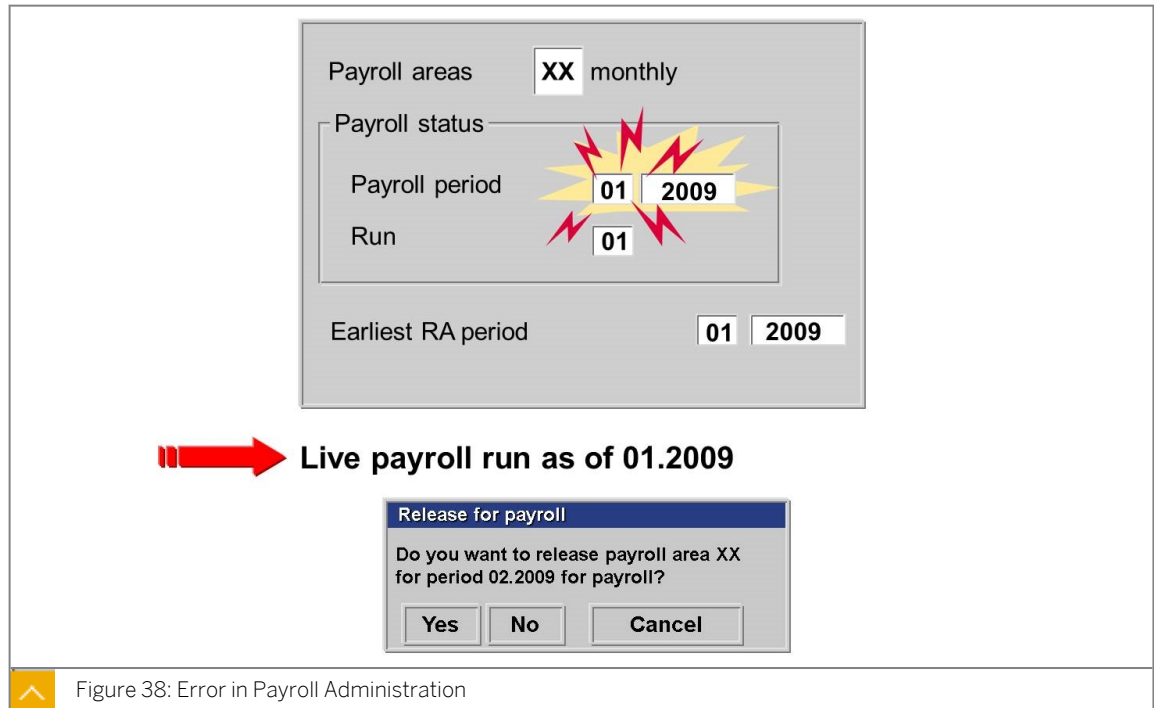 Payroll areas XX monthly
Payroll status
Payroll period 01 2009
Run 01
Earliest RA period 01 2009
Live payroll run as of 01.2009
Release for payroll
Do you want to release payroll area XX
for period 02.2009 for payroll?
Yes No Cancel
Figure 38: Error in Payroll Administration